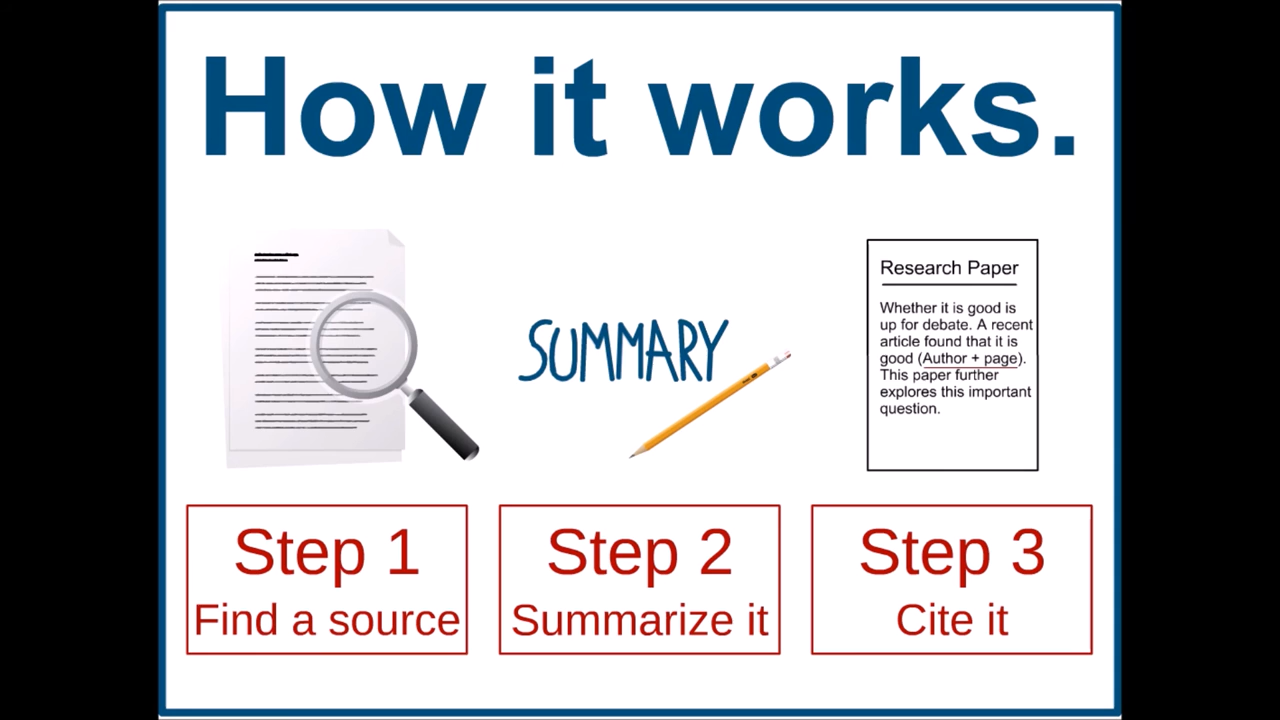 How it works.
SUMMARY
Research Paper
Whether it is good is
up for debate. A recent
article found that it is
good (Author + page).
This paper further
explores this important
question.
Step 1
Find a source
Step 2
Summarize it
Step 3
Cite it